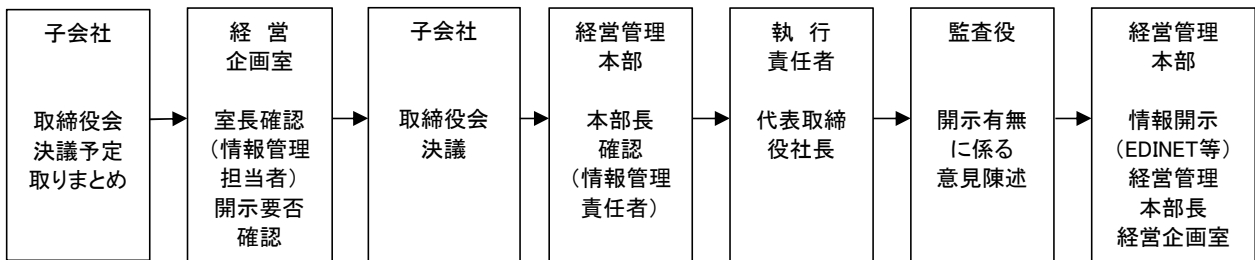 子会社
取締役会
決議予定
取りまとめ
経 営
企画室
室長確認
(情報管理
担当者)
開示要否
確認
子会社
取締役会
決議
経営管理
本部
本部長
確認
(情報管理
責任者)
執 行
責任者
代表取締
役社長
監査役
開示有無
に係る
意見陳述
経営管理
本部
情報開示
(EDINET等)
経営管理
本部長
経営企画室